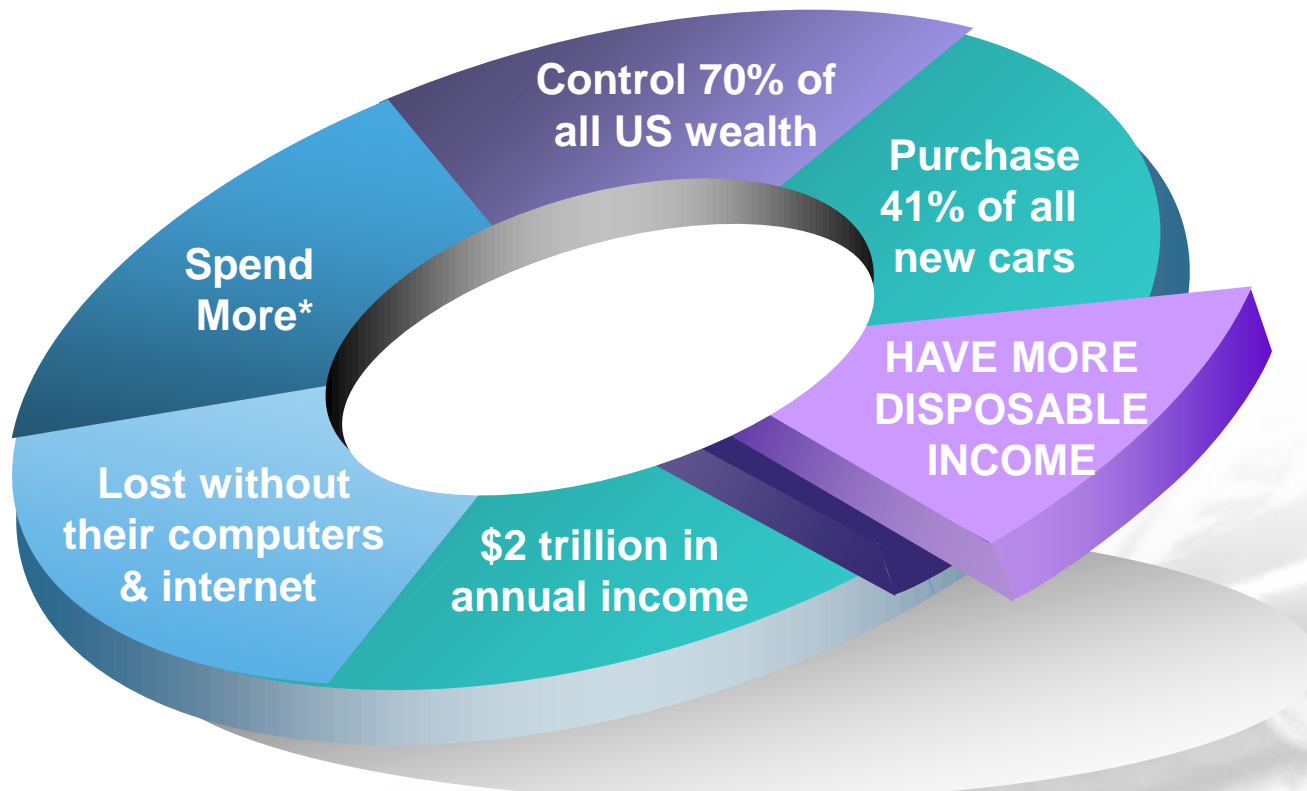 Control 70% of
all US wealth
Purchase
41% of all
new cars
HAVE MORE
DISPOSABLE
INCOME
$2 trillion in
annual income
Lost without
their computers
& internet
Spend
More*